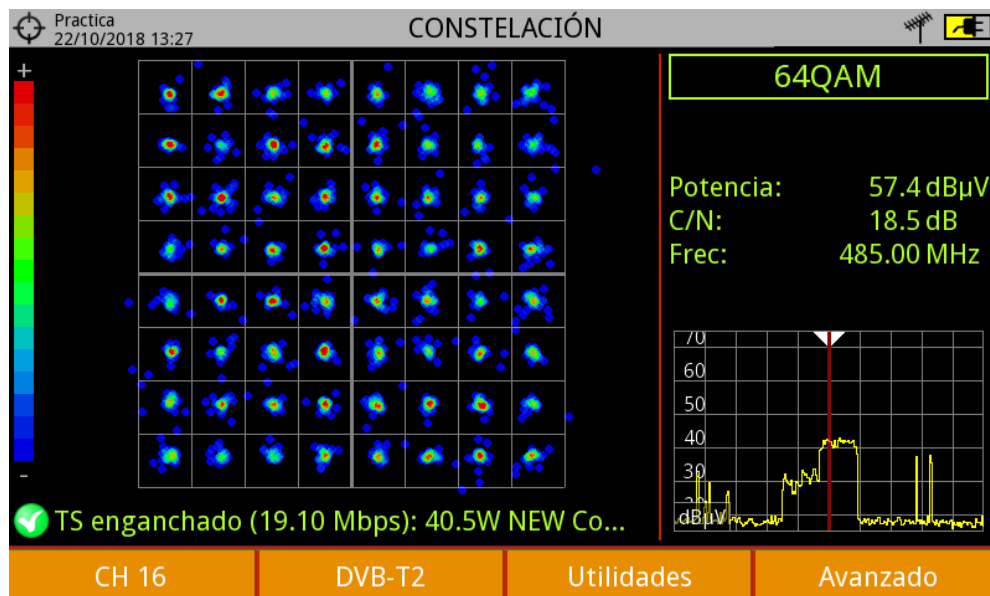 Practica
22/10/2018 13:27
CONSTELACIÓN
+
-
64QAM
Potencia: 57.4 dBµV
C/N: 18.5 dB
Frec: 485.00 MHz
70
60
50
40
30
dBµV
TS enganchado (19.10 Mbps): 40.5W NEW Co...
CH 16
DVB-T2
Utilidades
Avanzado